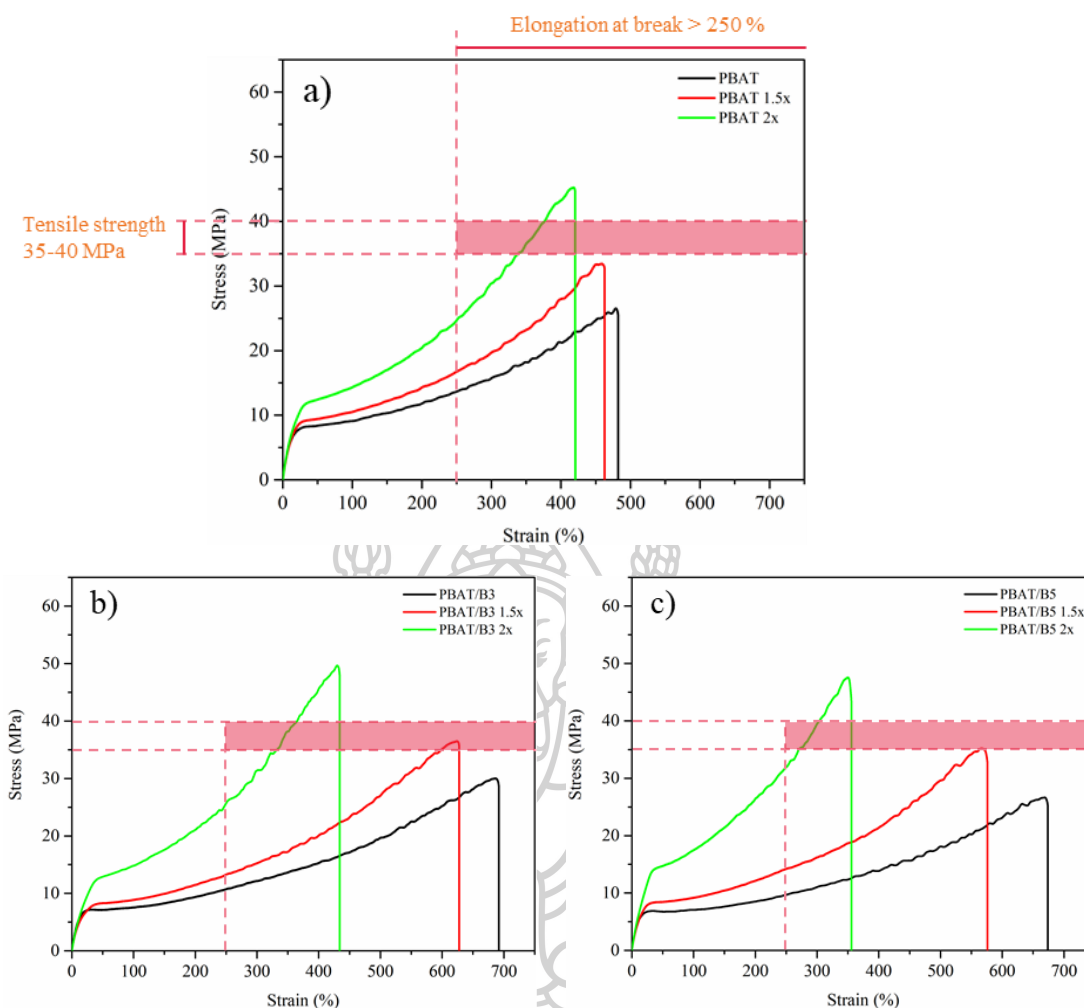 Elongation at break > 250 %
a)
PBAT
PBAT 1.5x
PBAT 2x
Tensile strength
35-40 MPa
Stress (MPa)
60
50
40
30
20
10
0
0 100 200 300 400 500 600 700
Strain (%)
b)
PBAT/B3
PBAT/B3 1.5x
PBAT/B3 2x
Stress (MPa)
60
50
40
30
20
10
0
0 100 200 300 400 500 600 700
Strain (%)
c)
PBAT/B5
PBAT/B5 1.5x
PBAT/B5 2x
Stress (MPa)
60
50
40
30
20
10
0
0 100 200 300 400 500 600 700
Strain (%)